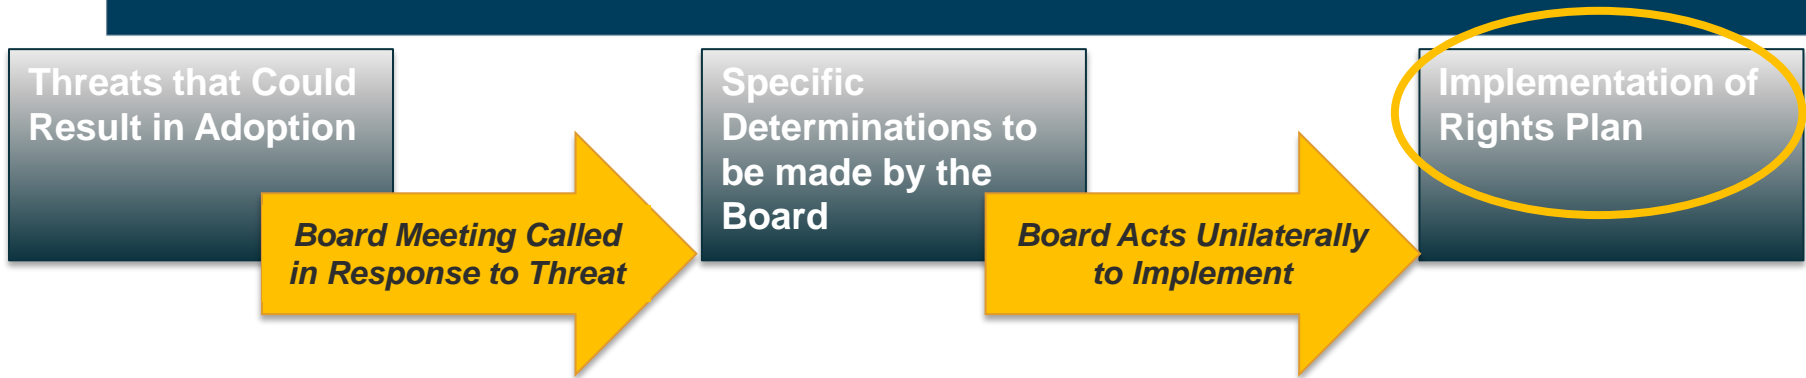 Threats that Could
Result in Adoption
Board Meeting Called
in Response to Threat
Specific
Determinations to
be made by the
Board
Board Acts Unilaterally
to Implement
Implementation of
Rights Plan